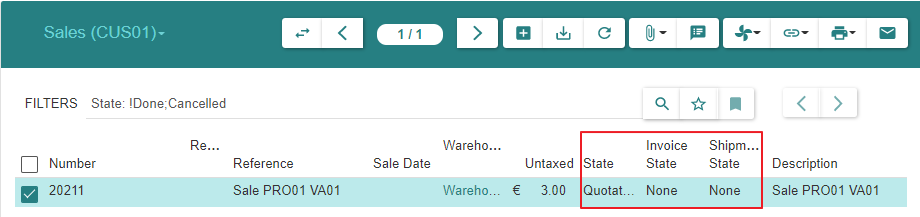 Sales (CUS01)
1 / 1
FILTERS State: !Done;Cancelled
Re... Wareho... Invoice Shipm...
Number Reference Sale Date Untaxed State State State Description
20211 Sale PRO01 VA01 Wareho... € 3.00 Quotat... None None Sale PRO01 VA01